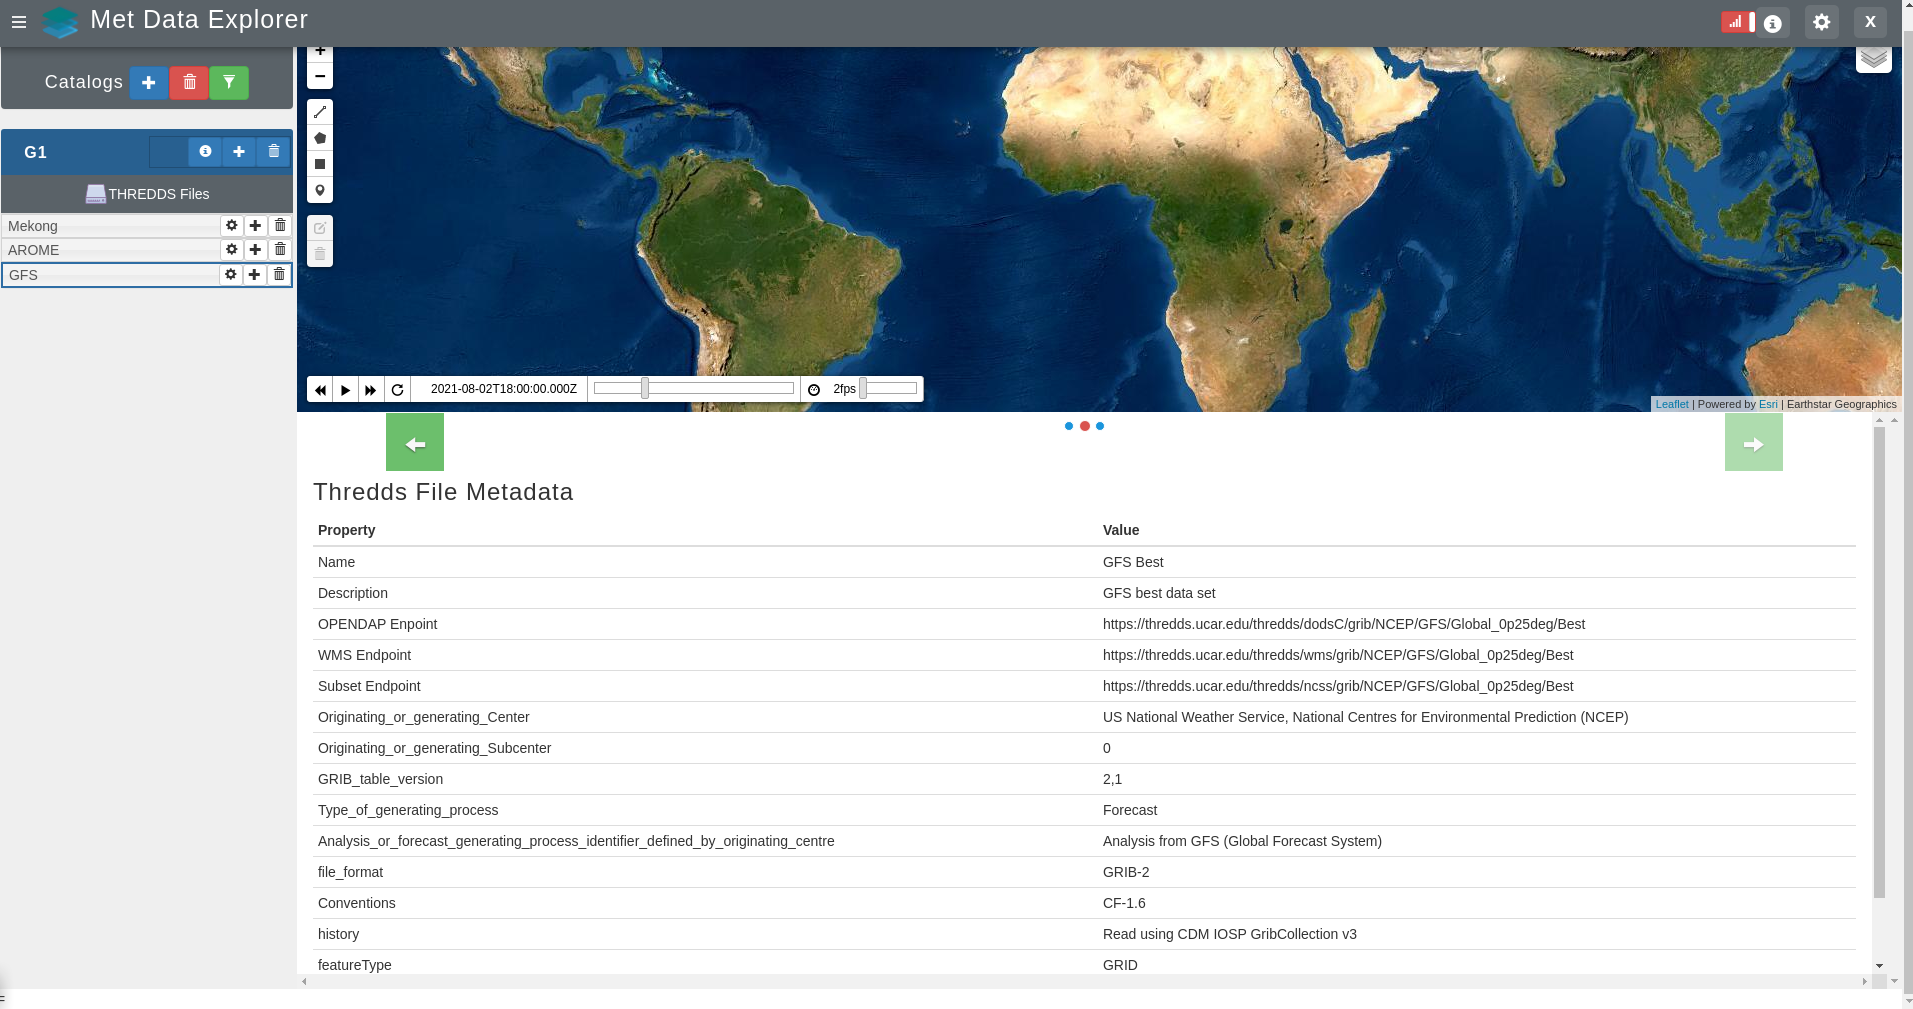 Met Data Explorer
X
Catalogs
G1
THREDDS Files
Mekong
AROME
GFS
2021-08-02T18:00:00.000Z
2fps
Leaflet | Powered by Esri | Earthstar Geographics
Thredds File Metadata
Property Value
Name GFS Best
Description GFS best data set
OPENDAP Enpoint https://thredds.ucar.edu/thredds/dodsC/grib/NCEP/GFS/Global_0p25deg/Best
WMS Endpoint https://thredds.ucar.edu/thredds/wms/grib/NCEP/GFS/Global_0p25deg/Best
Subset Endpoint https://thredds.ucar.edu/thredds/ncss/grib/NCEP/GFS/Global_0p25deg/Best
Originating_or_generating_Center US National Weather Service, National Centres for Environmental Prediction (NCEP)
Originating_or_generating_Subcenter 0
GRIB_table_version 2,1
Type_of_generating_process Forecast
Analysis_or_forecast_generating_process_identifier_defined_by_originating_centre Analysis from GFS (Global Forecast System)
file_format GRIB-2
Conventions CF-1.6
history Read using CDM IOSP GribCollection v3
featureType GRID